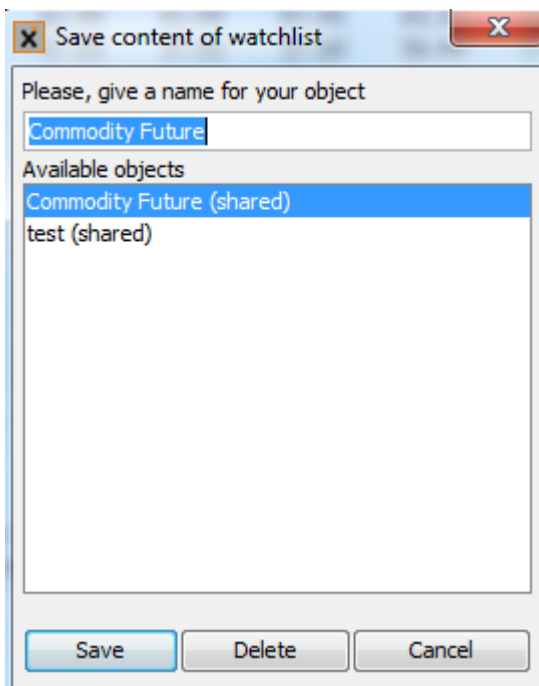 Save content of watchlist
Please, give a name for your object
Commodity Future
Available objects
Commodity Future (shared)
test (shared)
Save Delete Cancel